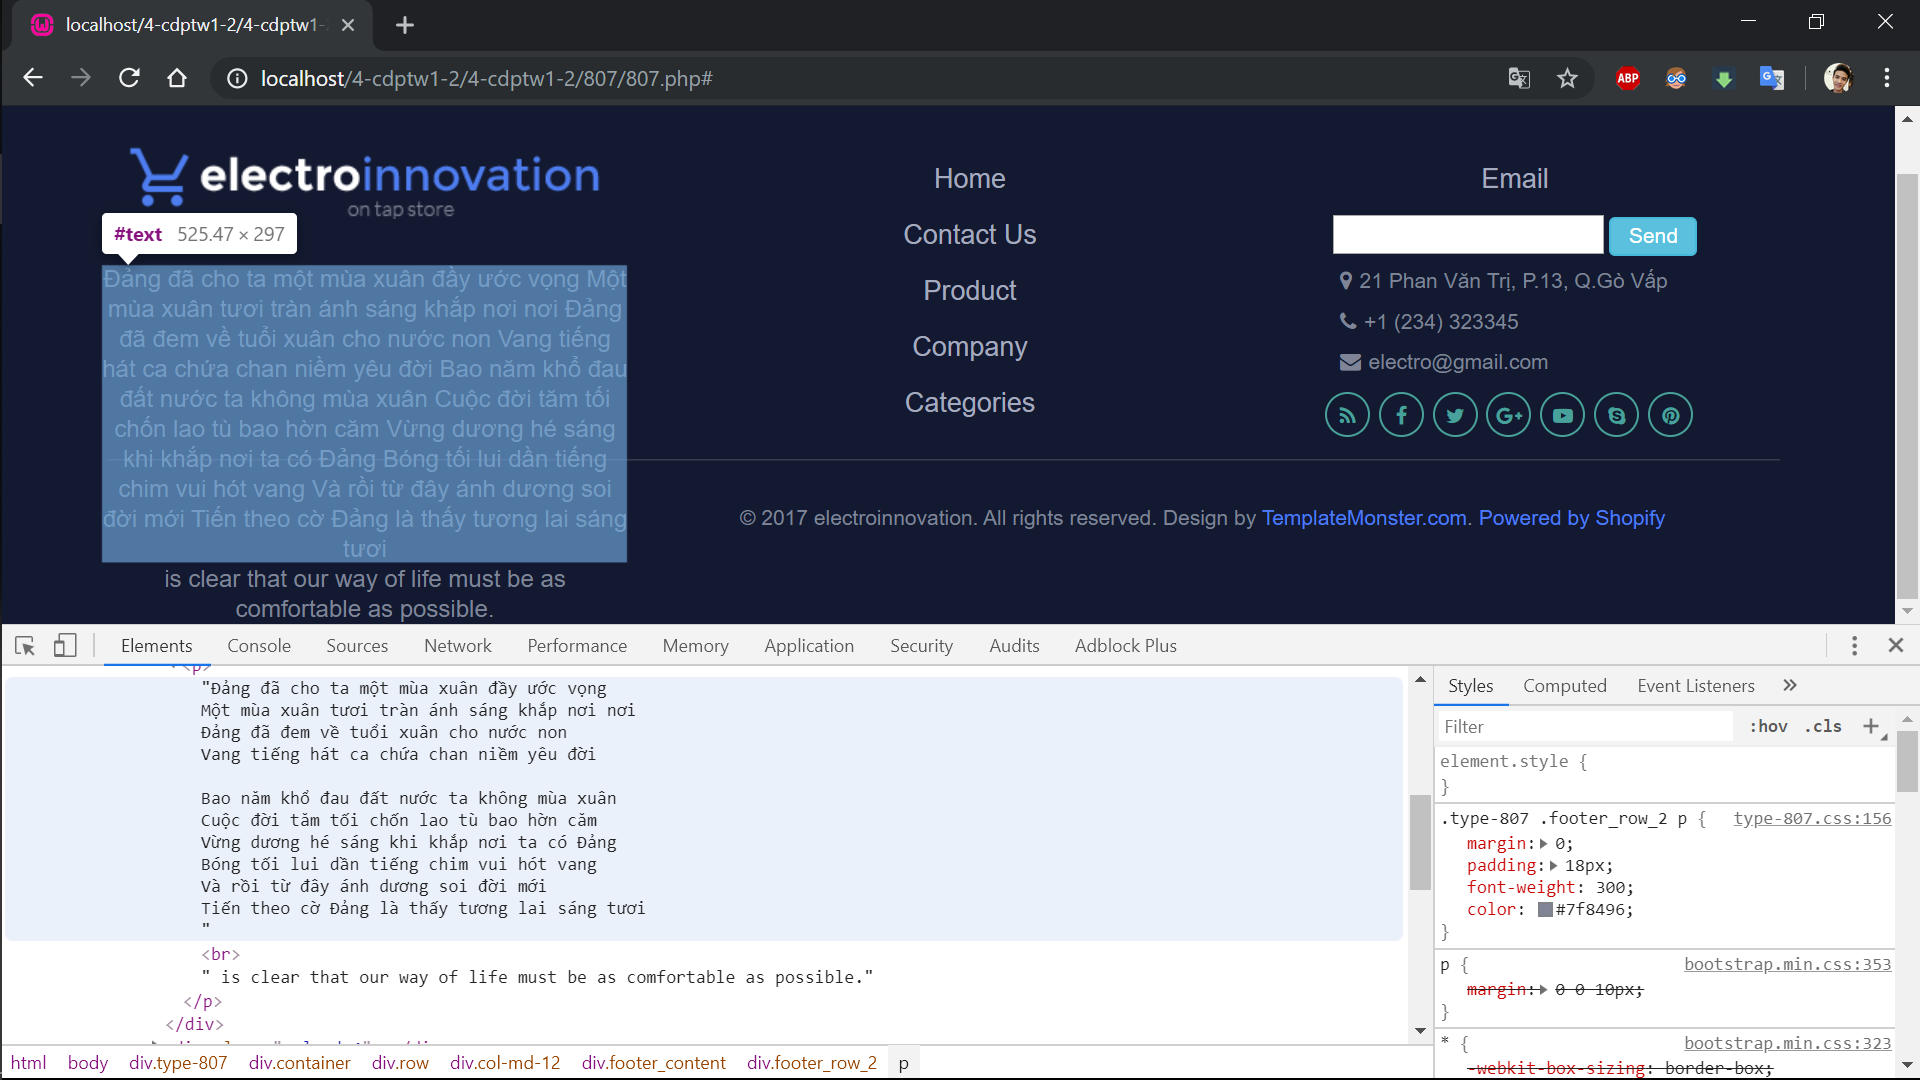 localhost/4-cdptw1-2/4-cdptw1-
localhost/4-cdptw1-2/4-cdptw1-2/807/807.php#
ABP
electroinnovation
on tap store
#text 525.47 × 297
Đảng đã cho ta một mùa xuân đầy ước vọng Một
mùa xuân tươi tràn ánh sáng khắp nơi nơi Đảng
đã đem về tuổi xuân cho nước non Vang tiếng
hát ca chứa chan niềm yêu đời Bao năm khổ đau
đất nước ta không mùa xuân Cuộc đời tăm tối
chốn lao tù bao hờn căm Vừng dương hé sáng
khi khắp nơi ta có Đảng Bóng tối lui dần tiếng
chim vui hót vang Và rồi từ đây ánh dương soi
đời mới Tiến theo cờ Đảng là thấy tương lai sáng
tươi
is clear that our way of life must be as
comfortable as possible.
Home
Contact Us
Product
Company
Categories
Email
Send
21 Phan Văn Trị, P.13, Q.Gò Vấp
+1 (234) 323345
electro@gmail.com
© 2017 electroinnovation. All rights reserved. Design by TemplateMonster.com. Powered by Shopify
Elements Console Sources Network Performance Memory Application Security Audits Adblock Plus
<p>
"Đảng đã cho ta một mùa xuân đầy ước vọng
Một mùa xuân tươi tràn ánh sáng khắp nơi nơi
Đảng đã đem về tuổi xuân cho nước non
Vang tiếng hát ca chứa chan niềm yêu đời
Bao năm khổ đau đất nước ta không mùa xuân
Cuộc đời tăm tối chốn lao tù bao hờn căm
Vừng dương hé sáng khi khắp nơi ta có Đảng
Bóng tối lui dần tiếng chim vui hót vang
Và rồi từ đây ánh dương soi đời mới
Tiến theo cờ Đảng là thấy tương lai sáng tươi
"
<br>
" is clear that our way of life must be as comfortable as possible."
</p>
</div>
html body div.type-807 div.container div.row div.col-md-12 div.footer_content div.footer_row_2 p
Styles Computed Event Listeners »
Filter :hov .cls +
element.style {
}
.type-807 .footer_row_2 p { type-807.css:156
margin: 0;
padding: 18px;
font-weight: 300;
color: #7f8496;
}
p { bootstrap.min.css:353
margin: 0 0 10px;
}
* { bootstrap.min.css:323
-webkit-box-sizing: border-box;